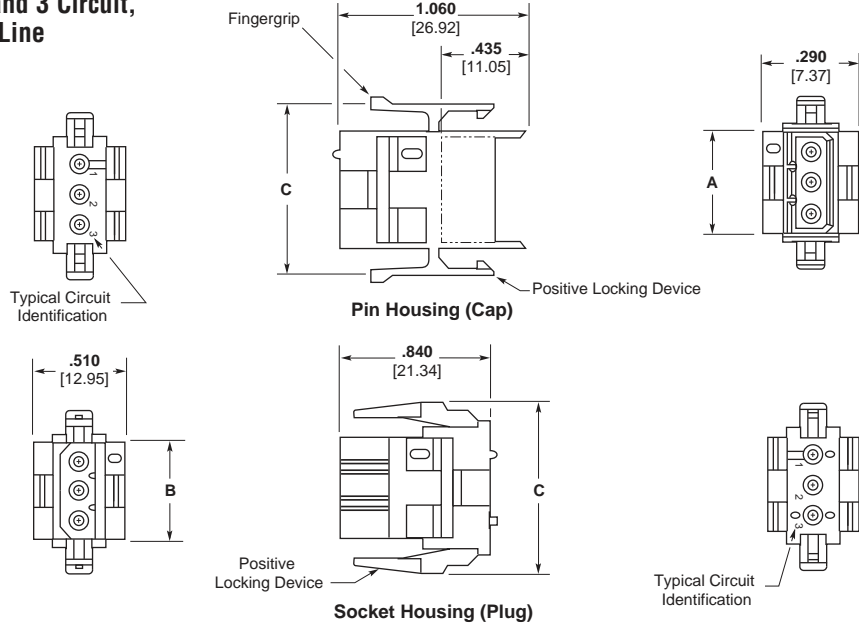 nd 3 Circuit,
Line
Fingergrip
1.060
[26.92]
.435
[11.05]
.290
[7.37]
C
A
1
2
3
Typical Circuit
Identification
Positive Locking Device
Pin Housing (Cap)
.510
[12.95]
.840
[21.34]
B
C
1
2
3
Positive
Locking Device
Typical Circuit
Identification
Socket Housing (Plug)